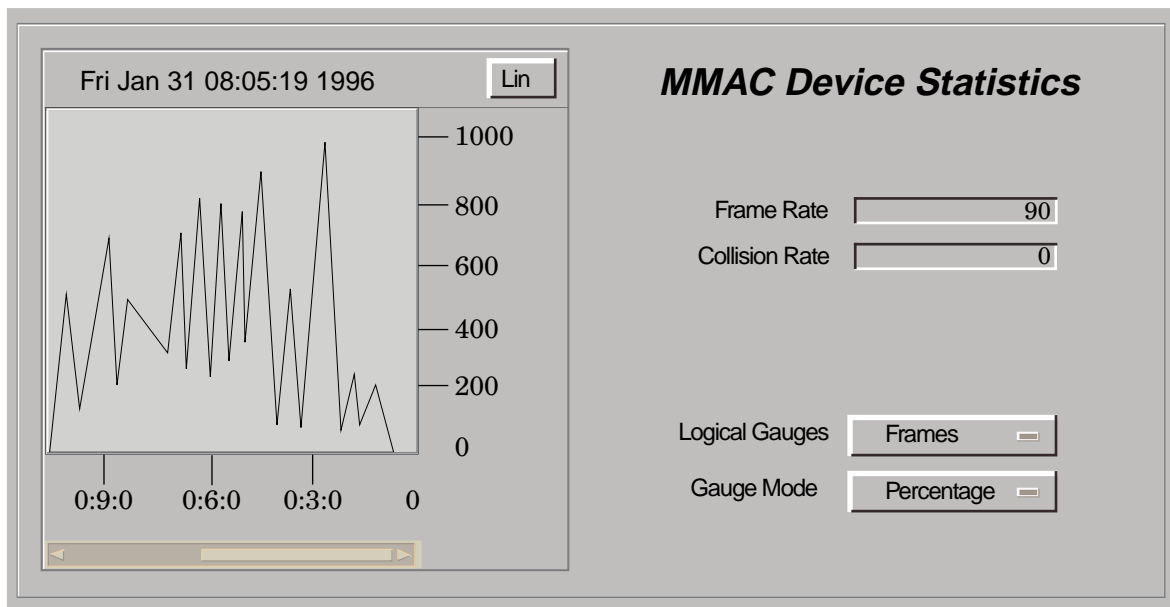 Fri Jan 31 08:05:19 1996
Lin
1000
800
600
400
200
0
0:9:0 0:6:0 0:3:0 0
MMAC Device Statistics
Frame Rate 90
Collision Rate 0
Logical Gauges Frames
Gauge Mode Percentage